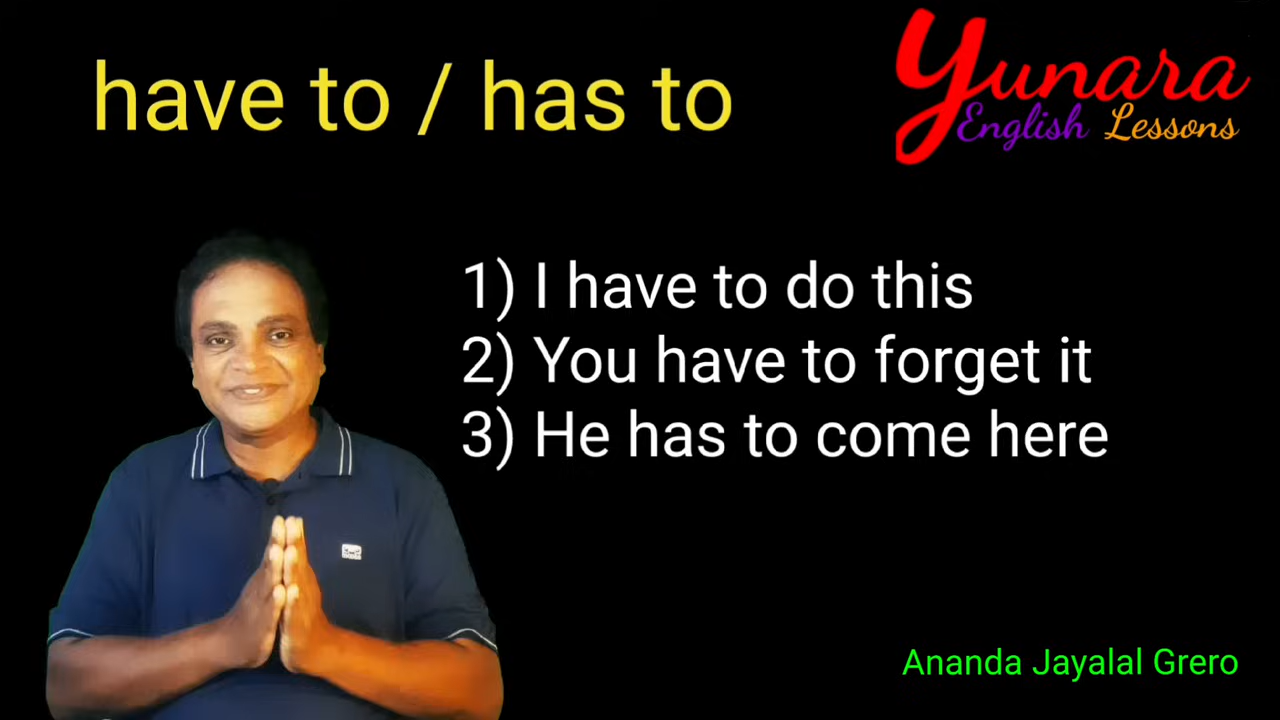 have to / has to
Yunara
English Lessons
1) I have to do this
2) You have to forget it
3) He has to come here
Ananda Jayalal Grero